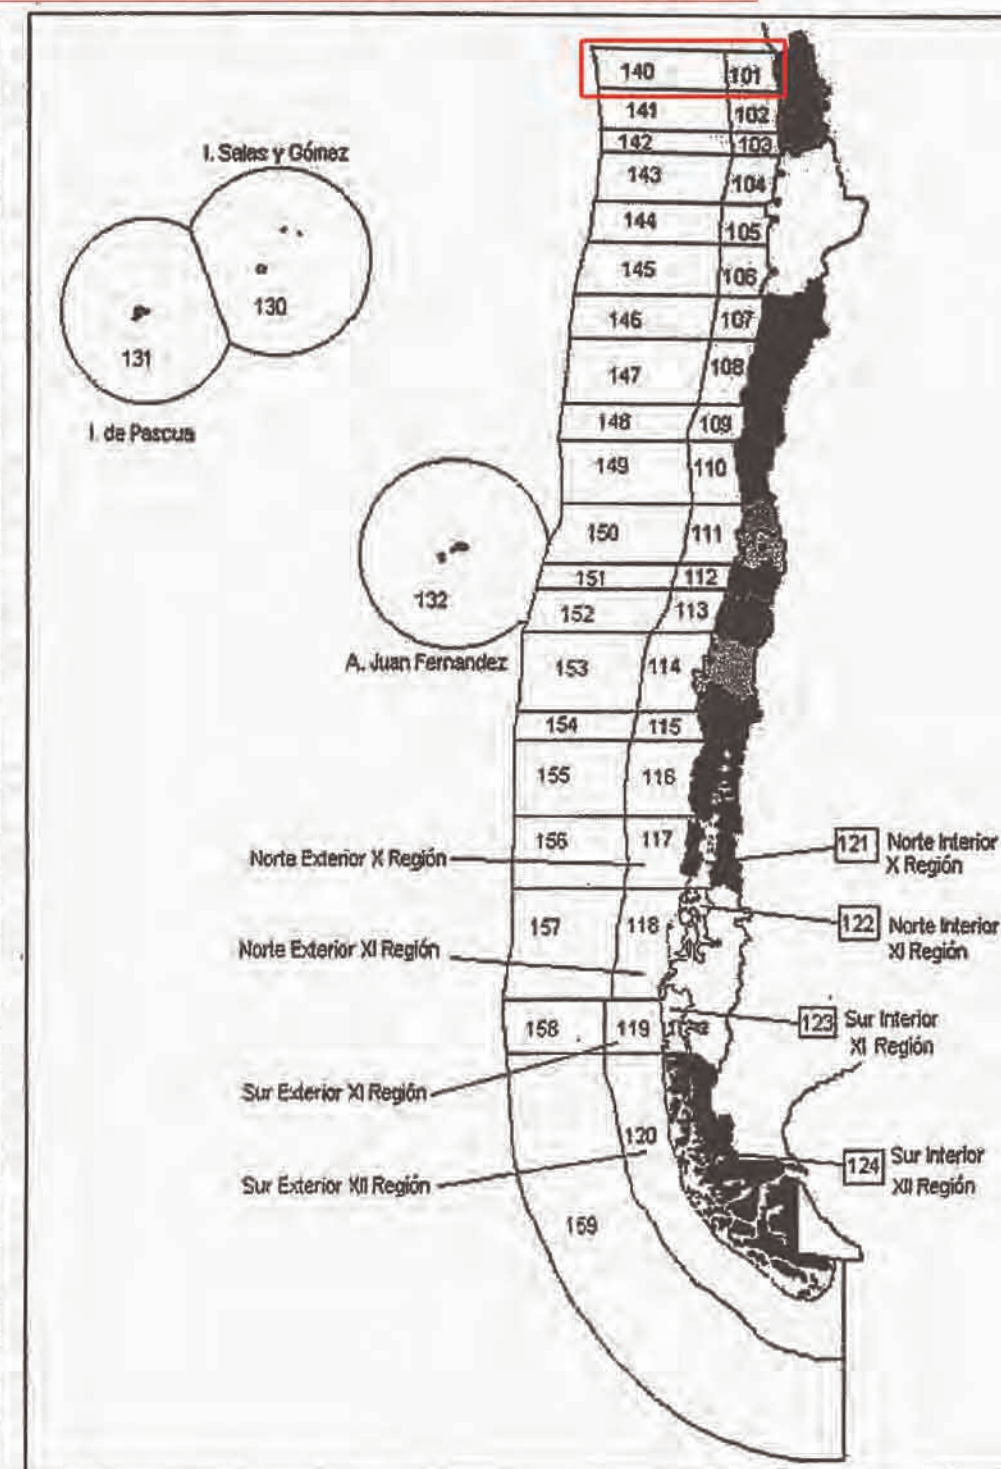 140 101
141 102
142 103
I. Salas y Gómez
143 104
144 105
145 106
130
146 107
131
147 108
148 109
I. de Pascua
149 110
150 111
151 112
132
152 113
A. Juan Fernandez
153 114
154 115
155 116
156 117
Norte Exterior X Región
121 Norte Interior
X Región
157 118
122 Norte Interior
XI Región
Norte Exterior XI Región
158 119
123 Sur Interior
XI Región
Sur Exterior XI Región
120
124 Sur Interior
XII Región
Sur Exterior XII Región
159